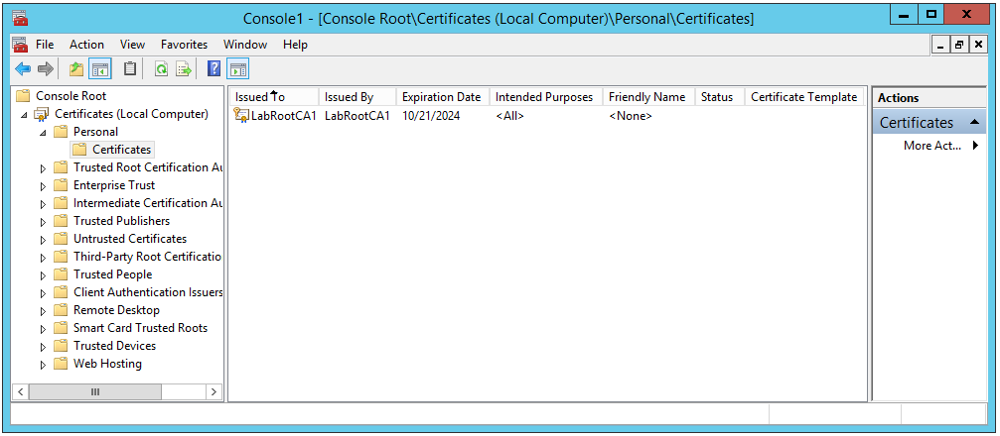 Console1 - [Console Root\Certificates (Local Computer)\Personal\Certificates]
File Action View Favorites Window Help
Console Root
Certificates (Local Computer)
Personal
Certificates
Trusted Root Certification Au
Enterprise Trust
Intermediate Certification Au
Trusted Publishers
Untrusted Certificates
Third-Party Root Certificatio
Trusted People
Client Authentication Issuers
Remote Desktop
Smart Card Trusted Roots
Trusted Devices
Web Hosting
Issued To Issued By Expiration Date Intended Purposes Friendly Name Status Certificate Template
LabRootCA1 LabRootCA1 10/21/2024 <All> <None>
Actions
Certificates
More Act...